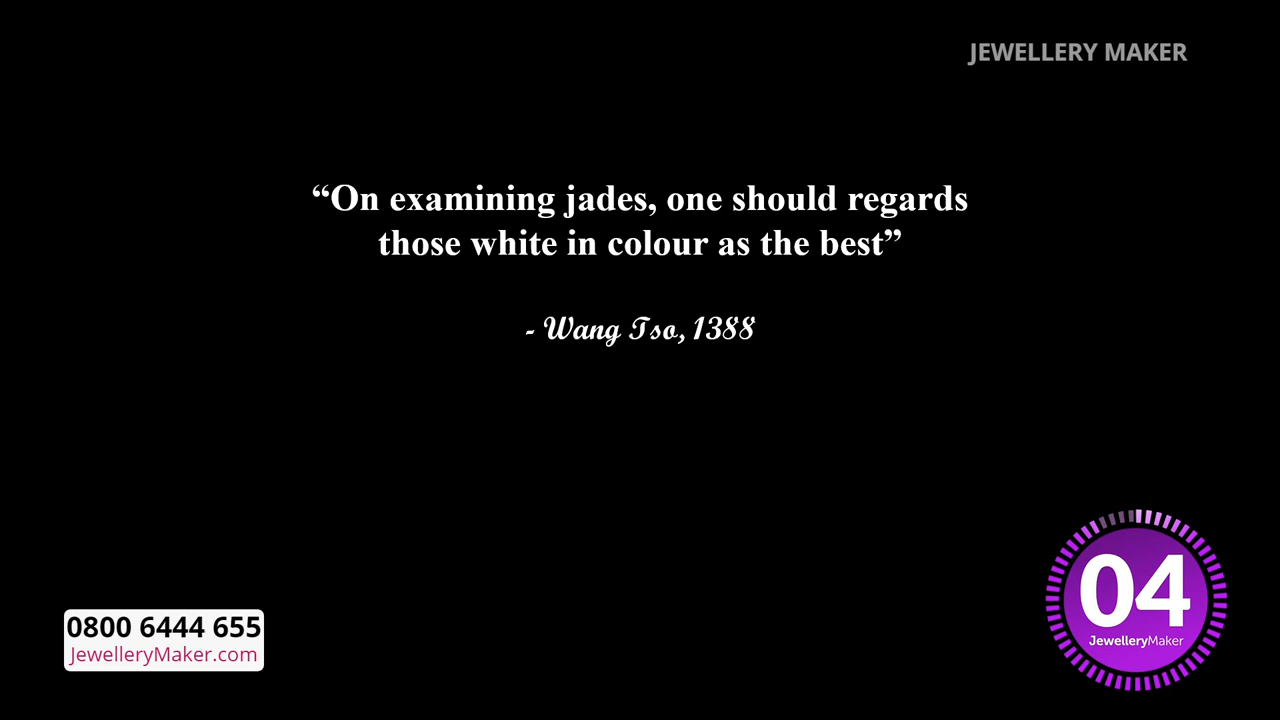 JEWELLERY MAKER
“On examining jades, one should regards
those white in colour as the best”
- Wang Tso, 1388
04
JewelleryMaker
0800 6444 655
JewelleryMaker.com